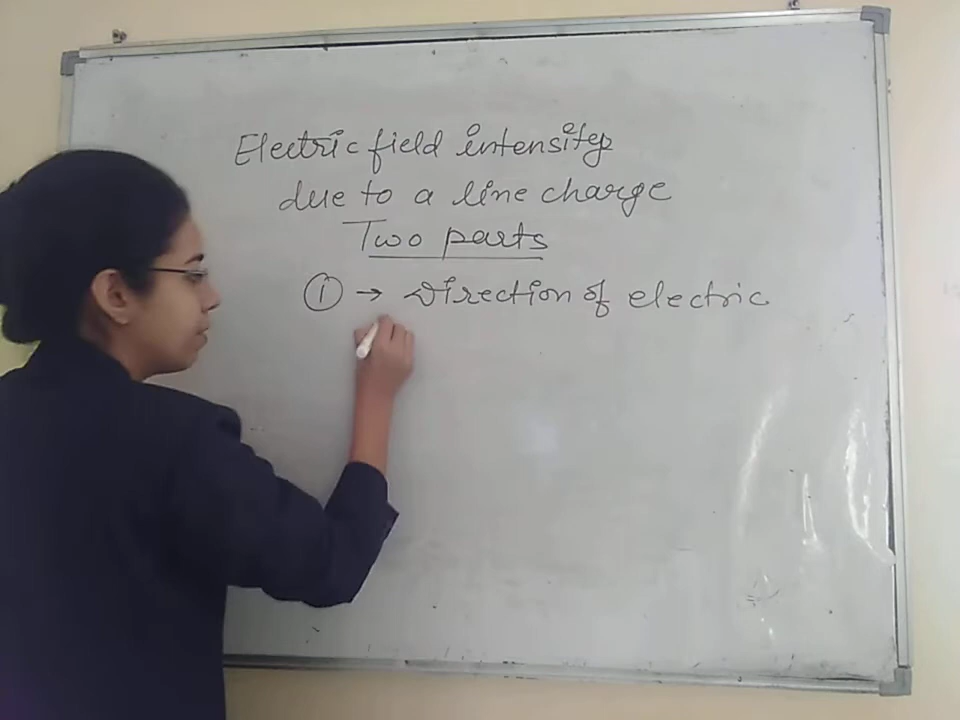 Electric field intensity
due to a line charge
Two parts
① → Direction of electric